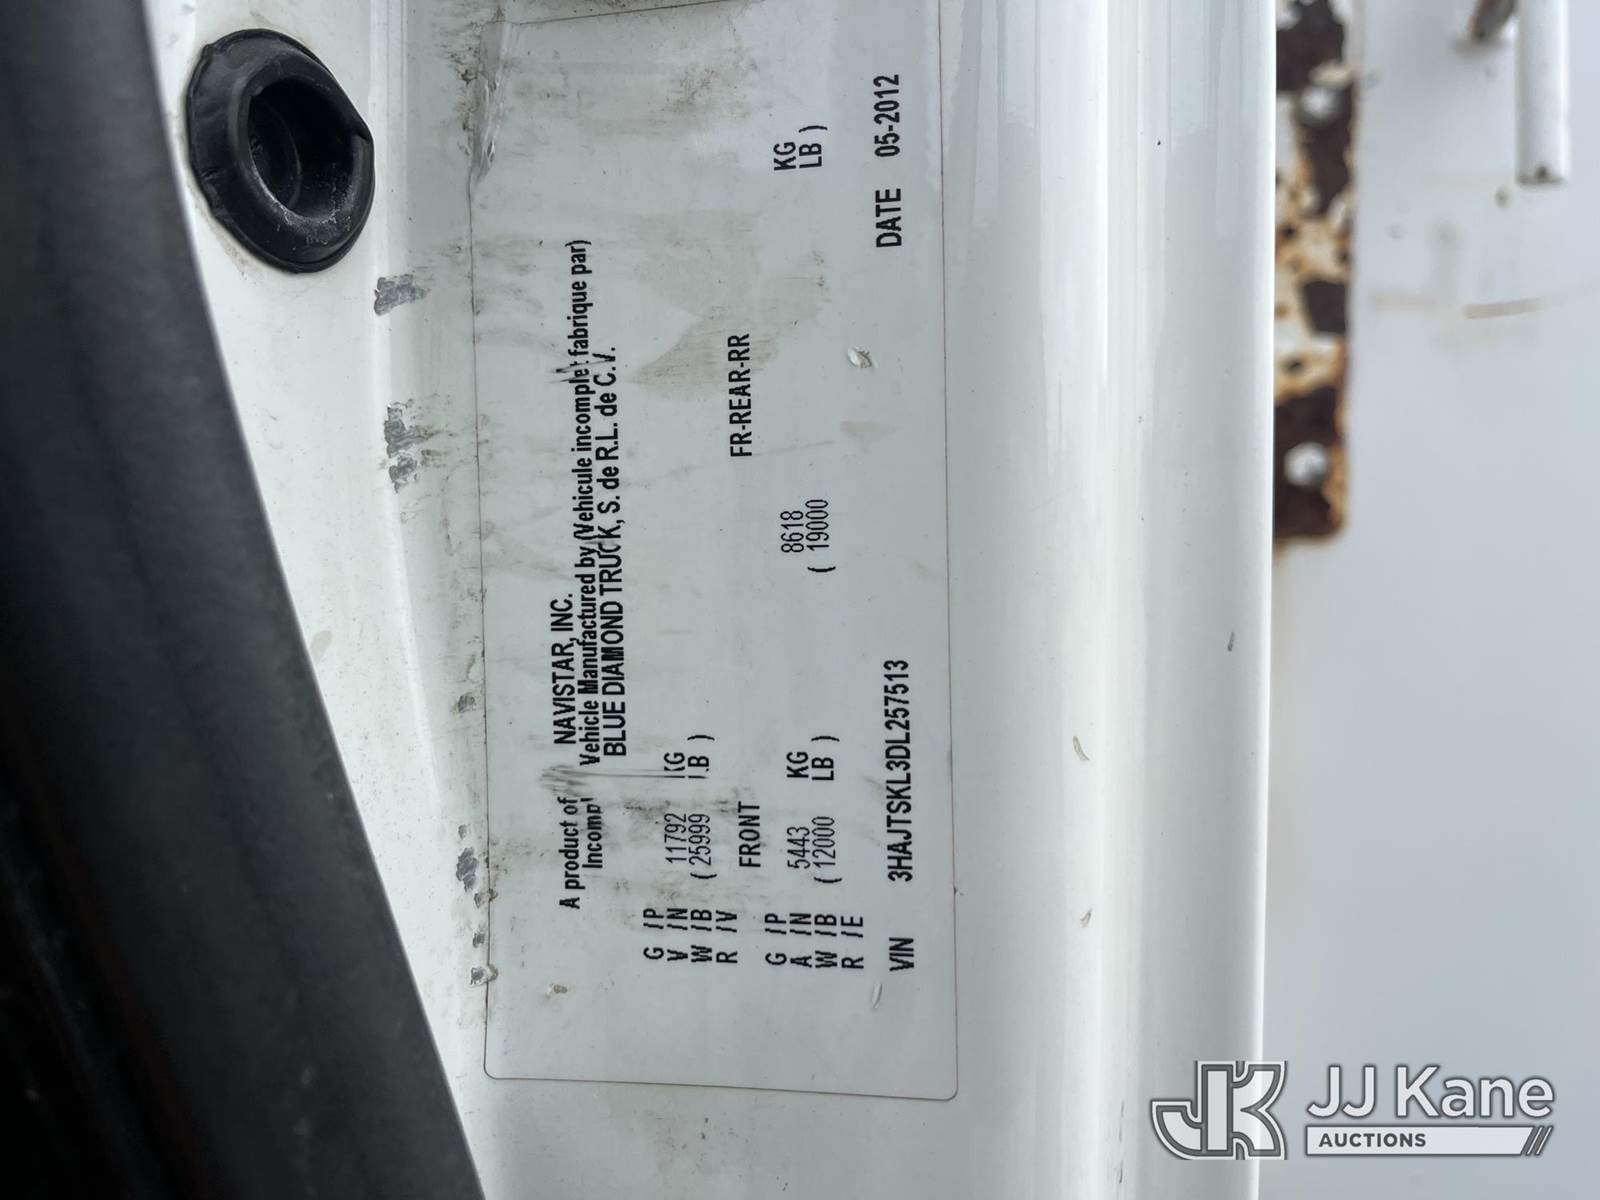 A product of NAVISTAR, INC.
Vehicle Manufactured by (Vehicule incomplet fabrique par)
BLUE DIAMOND TRUCK, S. de R.L. de C.V.
G /P
V /N 11792 KG
W /B ( 25999 LB )
R /V
FRONT FR-REAR-RR
G /P
A /N 5443 KG 8618 KG
W /B ( 12000 LB ) ( 19000 LB )
R /E
VIN 3HAJTSKL3DL257513 DATE 05-2012
JK JJ Kane
AUCTIONS